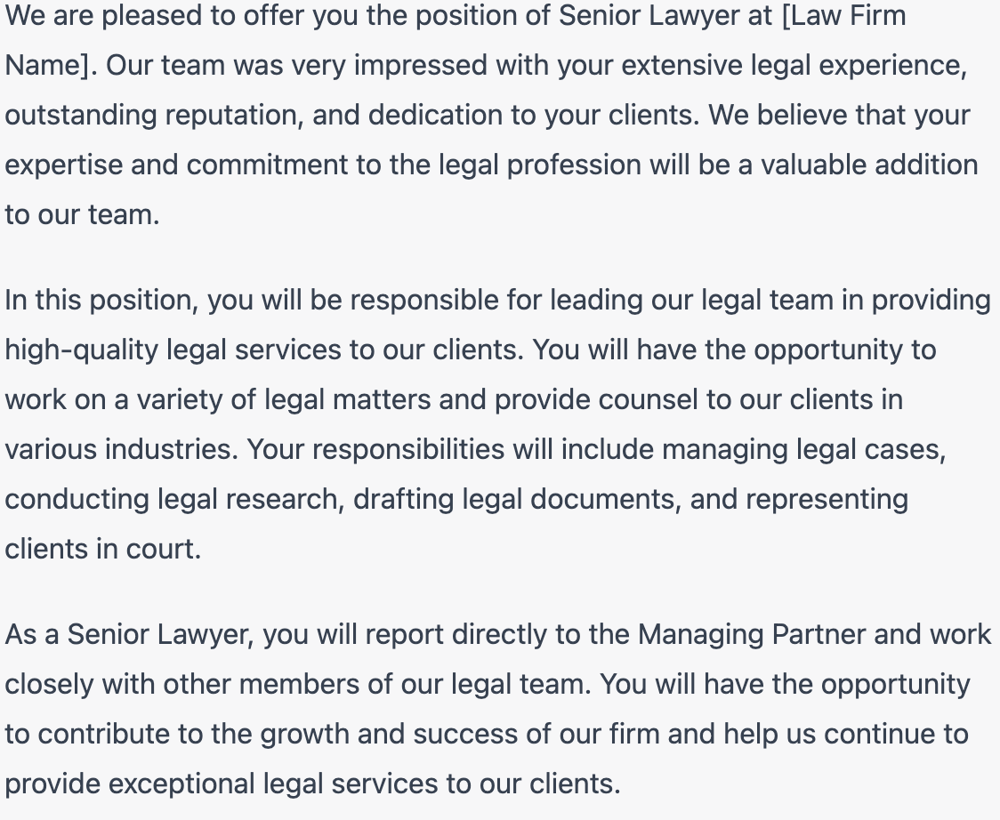 We are pleased to offer you the position of Senior Lawyer at [Law Firm
Name]. Our team was very impressed with your extensive legal experience,
outstanding reputation, and dedication to your clients. We believe that your
expertise and commitment to the legal profession will be a valuable addition
to our team.
In this position, you will be responsible for leading our legal team in providing
high-quality legal services to our clients. You will have the opportunity to
work on a variety of legal matters and provide counsel to our clients in
various industries. Your responsibilities will include managing legal cases,
conducting legal research, drafting legal documents, and representing
clients in court.
As a Senior Lawyer, you will report directly to the Managing Partner and work
closely with other members of our legal team. You will have the opportunity
to contribute to the growth and success of our firm and help us continue to
provide exceptional legal services to our clients.